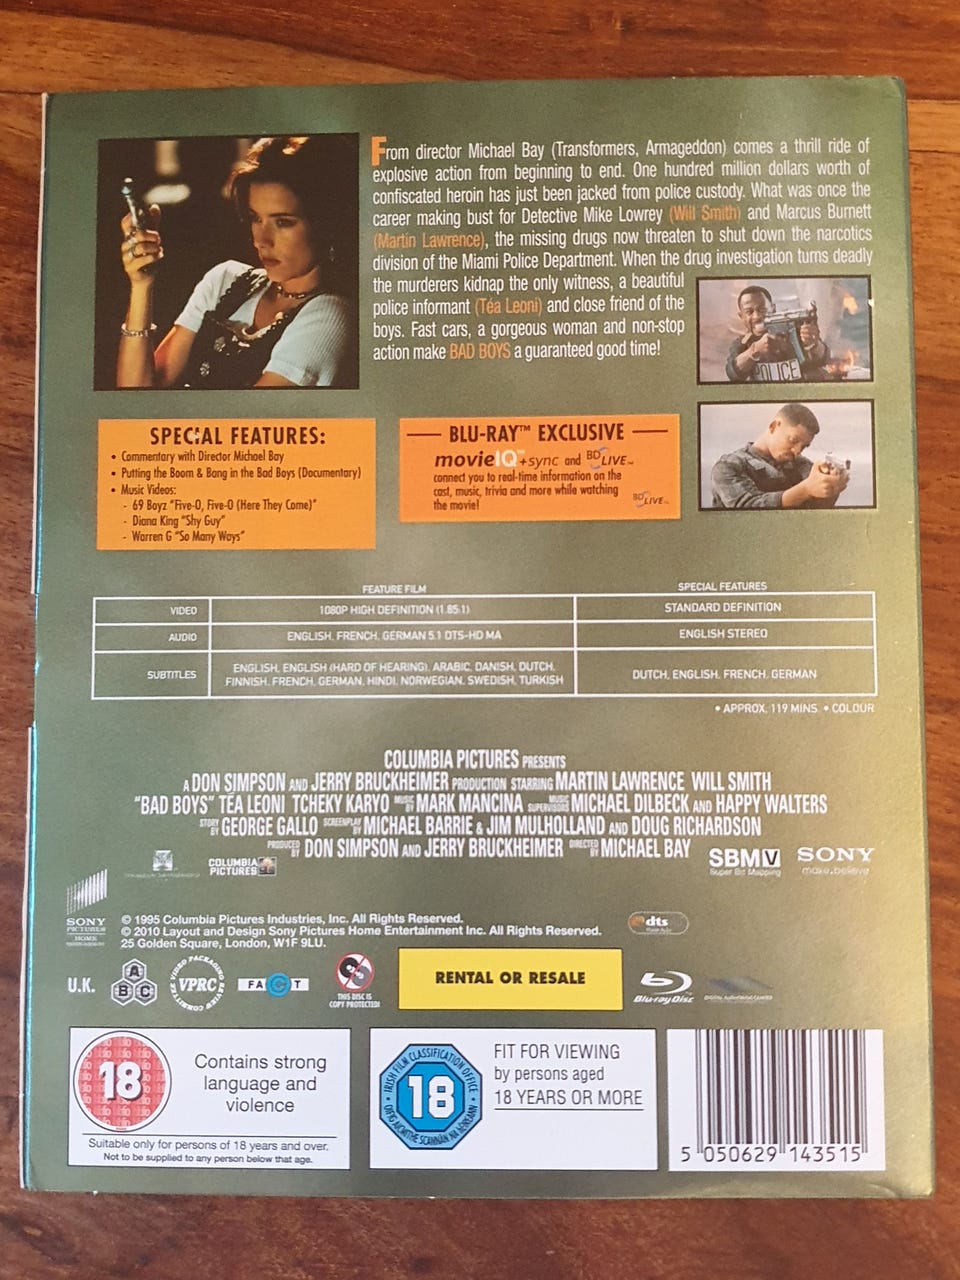 From director Michael Bay (Transformers, Armageddon) comes a thrill ride of
explosive action from beginning to end. One hundred million dollars worth of
confiscated heroin has just been jacked from police custody. What was once the
career making bust for Detective Mike Lowrey (Will Smith) and Marcus Burnett
(Martin Lawrence), the missing drugs now threaten to shut down the narcotics
division of the Miami Police Department. When the drug investigation turns deadly
the murderers kidnap the only witness, a beautiful
police informant (Téa Leoni) and close friend of the
boys. Fast cars, a gorgeous woman and non-stop
action make BAD BOYS a guaranteed good time!
POLICE
SPECIAL FEATURES:
• Commentary with Director Michael Bay
• Putting the Boom & Bang in the Bad Boys (Documentary)
• Music Videos:
- 69 Boyz "Five-O, Five-O (Here They Come)"
- Diana King "Shy Guy"
- Warren G "So Many Ways"
BLU-RAY™ EXCLUSIVE
movieIQ™+sync and BD LIVE™
connect you to real-time information on the
cast, music, trivia and more while watching
the movie!
BD LIVE™
FEATURE FILM
SPECIAL FEATURES
VIDEO
1080P HIGH DEFINITION (1.85:1)
STANDARD DEFINITION
AUDIO
ENGLISH, FRENCH, GERMAN 5.1 DTS-HD MA
ENGLISH STEREO
SUBTITLES
ENGLISH, ENGLISH (HARD OF HEARING), ARABIC, DANISH, DUTCH,
FINNISH, FRENCH, GERMAN, HINDI, NORWEGIAN, SWEDISH, TURKISH
DUTCH, ENGLISH, FRENCH, GERMAN
• APPROX. 119 MINS. • COLOUR
COLUMBIA PICTURES PRESENTS
A DON SIMPSON AND JERRY BRUCKHEIMER PRODUCTION STARRING MARTIN LAWRENCE WILL SMITH
"BAD BOYS" TÉA LEONI TCHEKY KARYO MUSIC BY MARK MANCINA MUSIC SUPERVISORS MICHAEL DILBECK AND HAPPY WALTERS
STORY BY GEORGE GALLO SCREENPLAY BY MICHAEL BARRIE & JIM MULHOLLAND AND DOUG RICHARDSON
PRODUCED BY DON SIMPSON AND JERRY BRUCKHEIMER DIRECTED BY MICHAEL BAY
COLUMBIA
PICTURES
SBMV
Super Bit Mapping
SONY
make.believe
SONY
PICTURES
HOME
© 1995 Columbia Pictures Industries, Inc. All Rights Reserved.
© 2010 Layout and Design Sony Pictures Home Entertainment Inc. All Rights Reserved.
25 Golden Square, London, W1F 9LU.
dts
U.K.
A
B C
VIDEO PACKAGING REVIEW COMMITTEE
VPRC
FACT
THIS DISC IS
COPY PROTECTED!
RENTAL OR RESALE
Blu-ray Disc
18
Contains strong
language and
violence
Suitable only for persons of 18 years and over.
Not to be supplied to any person below that age.
IRISH FILM CLASSIFICATION OFFICE
18
FIT FOR VIEWING
by persons aged
18 YEARS OR MORE
5 050629 143515